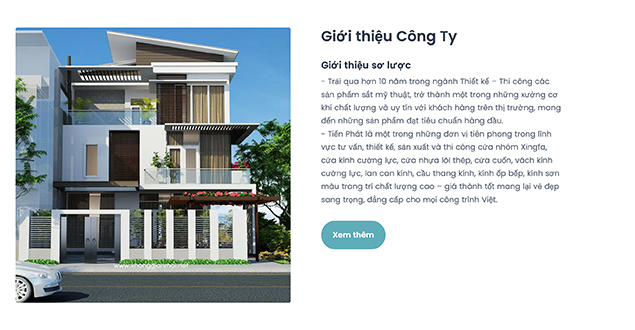 Giới thiệu Công Ty
Giới thiệu sơ lược
- Trải qua hơn 10 năm trong ngành Thiết kế – Thi công các
sản phẩm sắt mỹ thuật, trở thành một trong những xưởng cơ
khí chất lượng và uy tín với khách hàng trên thị trường, mang
đến những sản phẩm đạt tiêu chuẩn hàng đầu.
- Tiến Phát là một trong những đơn vị tiên phong trong lĩnh
vực tư vấn, thiết kế, sản xuất và thi công cửa nhôm Xingfa,
cửa kính cường lực, cửa nhựa lõi thép, cửa cuốn, vách kính
cường lực, lan can kính, cầu thang kính, kính ốp bếp, kính sơn
màu trang trí chất lượng cao – giá thành tốt mang lại vẻ đẹp
sang trọng, đẳng cấp cho mọi công trình Việt.
Xem thêm